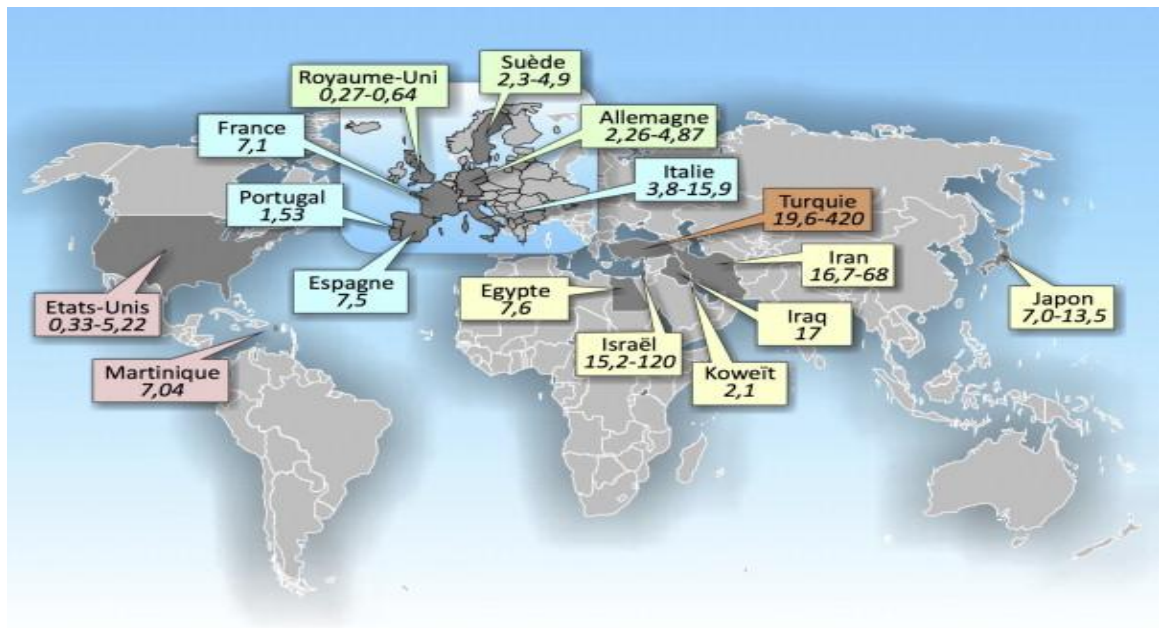 Suède
2,3-4,9
Royaume-Uni
0,27-0,64
Allemagne
2,26-4,87
France
7,1
Italie
3,8-15,9
Portugal
1,53
Turquie
19,6-420
Iran
16,7-68
Espagne
7,5
Egypte
7,6
Etats-Unis
0,33-5,22
Japon
7,0-13,5
Iraq
17
Israël
15,2-120
Koweït
2,1
Martinique
7,04